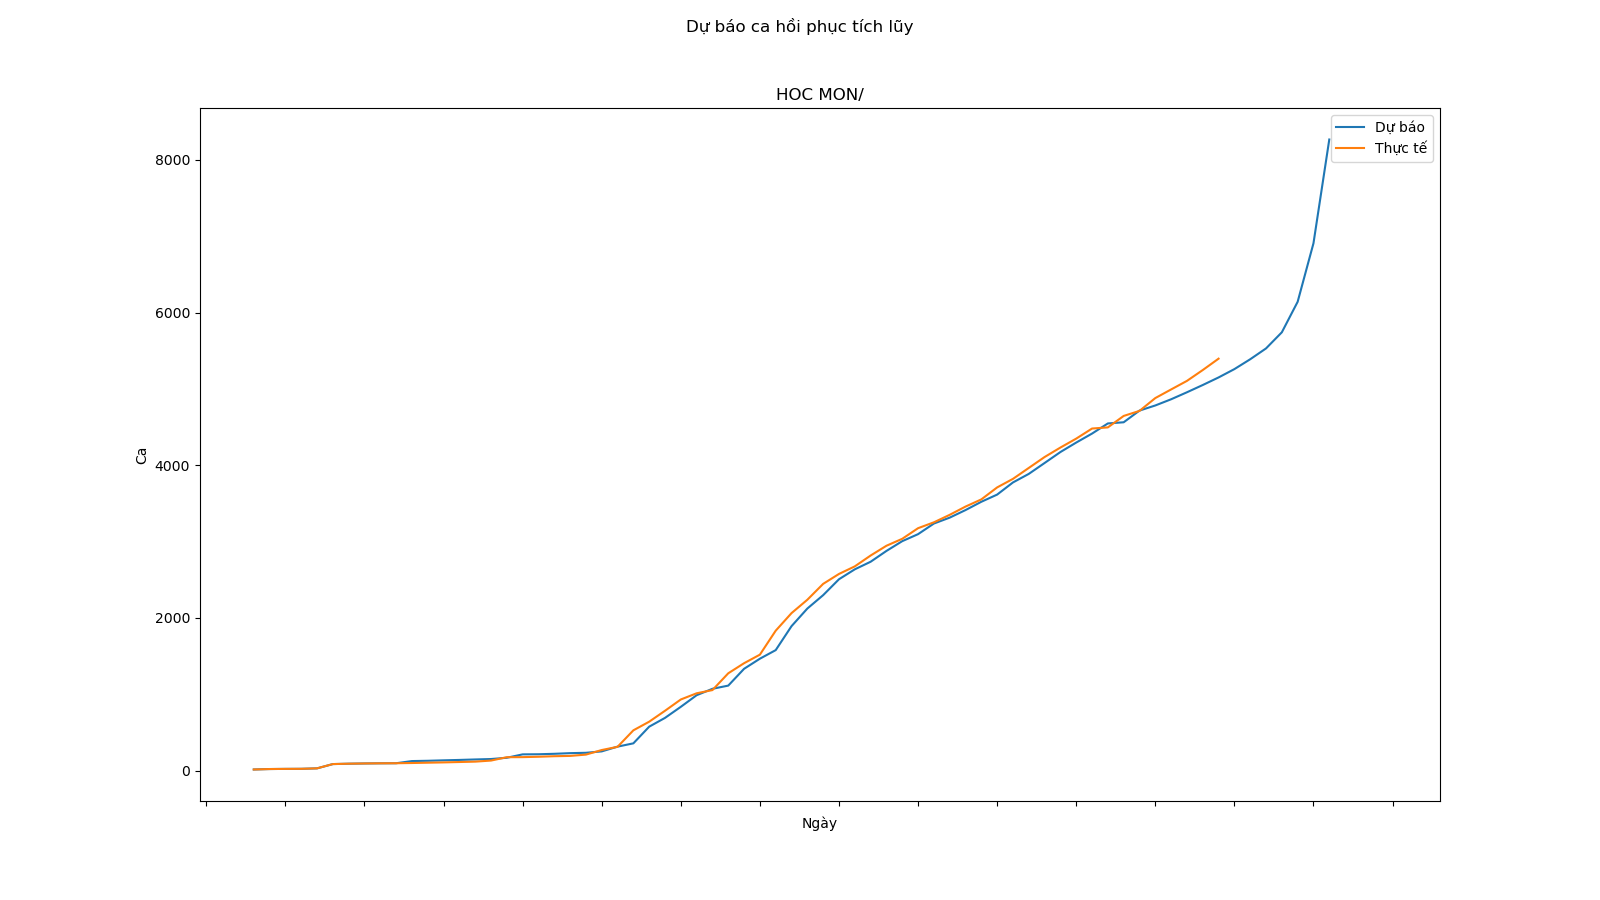 Dự báo ca hồi phục tích lũy
HOC MON/
Dự báo
Thực tế
8000
6000
4000
2000
0
Ca
Ngày